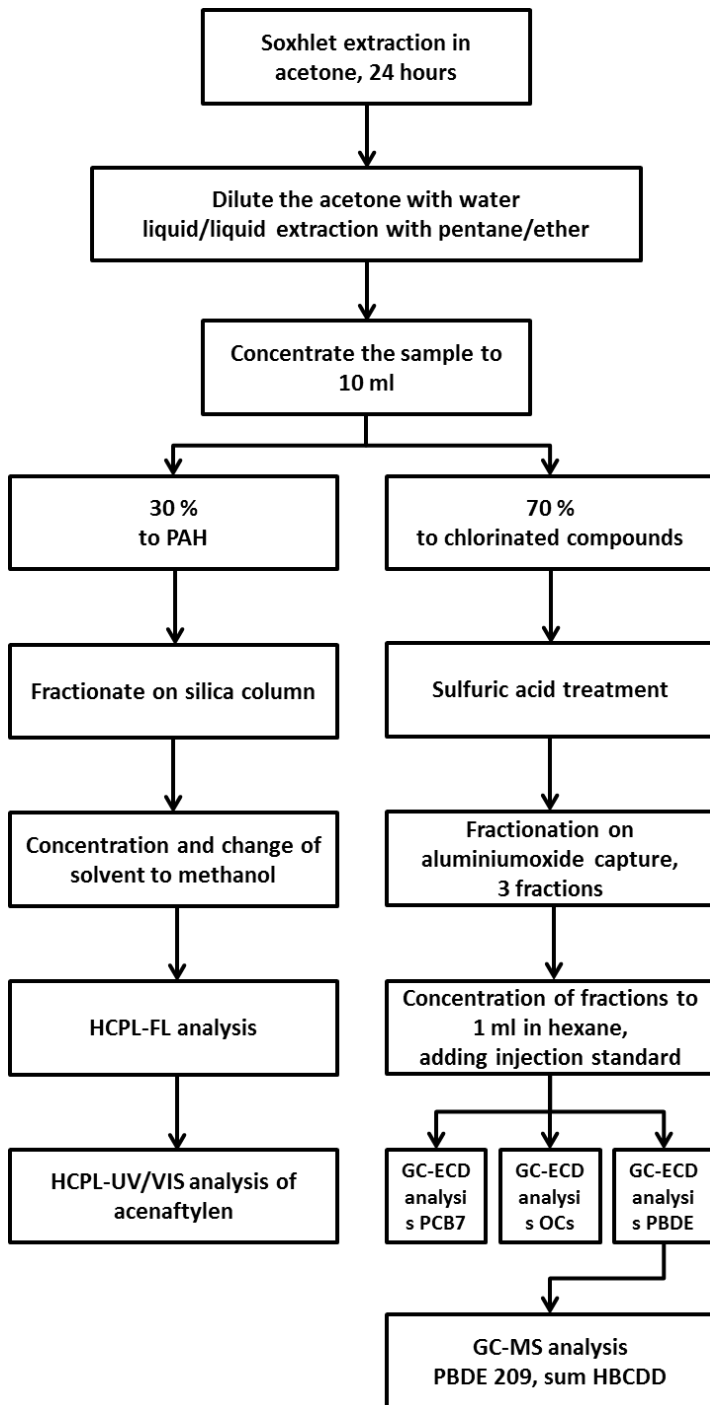 Soxhlet extraction in
acetone, 24 hours
Dilute the acetone with water
liquid/liquid extraction with pentane/ether
Concentrate the sample to
10 ml
30 %
to PAH
70 %
to chlorinated compounds
Fractionate on silica column
Sulfuric acid treatment
Concentration and change of
solvent to methanol
Fractionation on
aluminiumoxide capture,
3 fractions
HCPL-FL analysis
Concentration of fractions to
1 ml in hexane,
adding injection standard
HCPL-UV/VIS analysis of
acenaftylen
GC-ECD
analysi
s PCB7
GC-ECD
analysi
s OCs
GC-ECD
analysi
s PBDE
GC-MS analysis
PBDE 209, sum HBCDD